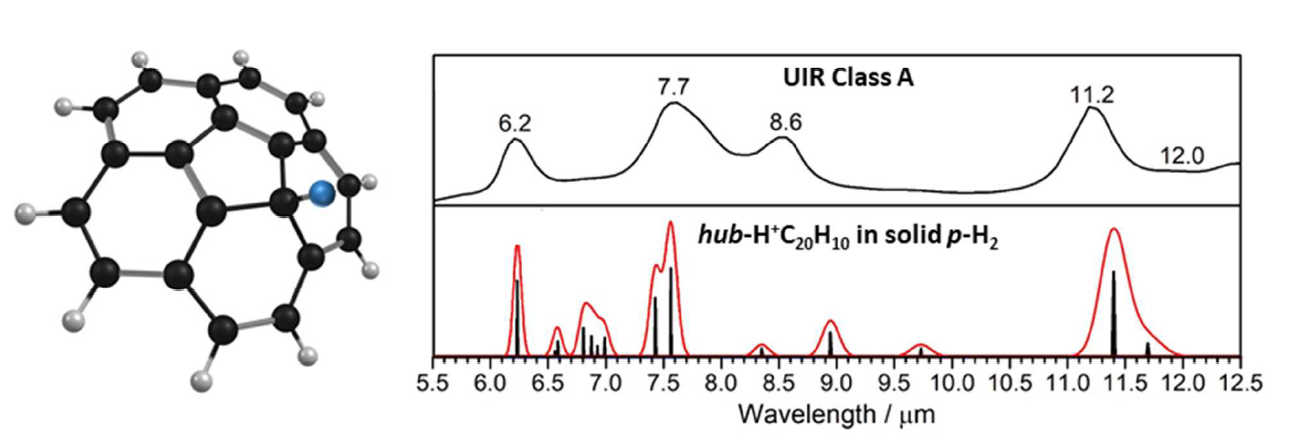 UIR Class A
6.2
7.7
8.6
11.2
12.0
hub-H⁺C₂₀H₁₀ in solid p-H₂
5.5 6.0 6.5 7.0 7.5 8.0 8.5 9.0 9.5 10.0 10.5 11.0 11.5 12.0 12.5
Wavelength / μm